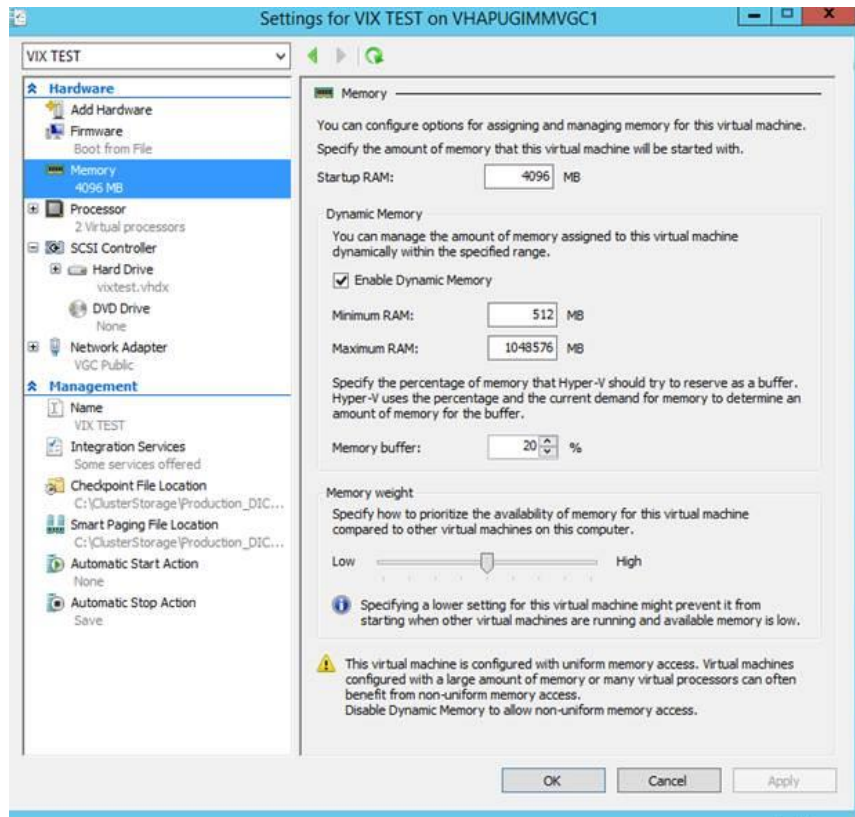 Settings for VIX TEST on VHAPUGIMMVGC1
VIX TEST
Hardware
Add Hardware
Firmware
Boot from File
Memory
4096 MB
Processor
2 Virtual processors
SCSI Controller
Hard Drive
vixtest.vhdx
DVD Drive
None
Network Adapter
VGC Public
Management
Name
VIX TEST
Integration Services
Some services offered
Checkpoint File Location
C:\ClusterStorage\Production_DIC...
Smart Paging File Location
C:\ClusterStorage\Production_DIC...
Automatic Start Action
None
Automatic Stop Action
Save
Memory
You can configure options for assigning and managing memory for this virtual machine.
Specify the amount of memory that this virtual machine will be started with.
Startup RAM: 4096 MB
Dynamic Memory
You can manage the amount of memory assigned to this virtual machine
dynamically within the specified range.
Enable Dynamic Memory
Minimum RAM: 512 MB
Maximum RAM: 1048576 MB
Specify the percentage of memory that Hyper-V should try to reserve as a buffer.
Hyper-V uses the percentage and the current demand for memory to determine an
amount of memory for the buffer.
Memory buffer: 20 %
Memory weight
Specify how to prioritize the availability of memory for this virtual machine
compared to other virtual machines on this computer.
Low High
Specifying a lower setting for this virtual machine might prevent it from
starting when other virtual machines are running and available memory is low.
This virtual machine is configured with uniform memory access. Virtual machines
configured with a large amount of memory or many virtual processors can often
benefit from non-uniform memory access.
Disable Dynamic Memory to allow non-uniform memory access.
OK Cancel Apply